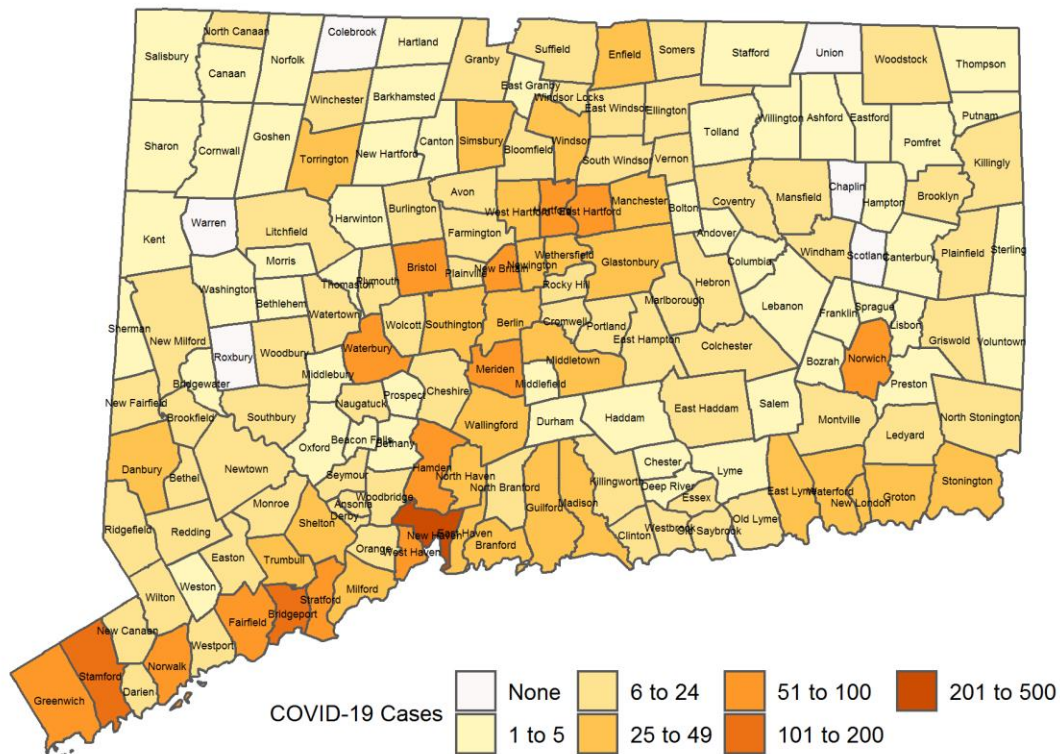 Colebrook
North Canaan
Hartland
Salisbury
Norfolk
Canaan
Granby
Suffield
Enfield
Somers
Stafford
Union
Woodstock
Thompson
Winchester
Barkhamsted
East Granby
Windsor Locks
East Windsor
Ellington
Putnam
Sharon
Cornwall
Goshen
Torrington
New Hartford
Canton
Simsbury
Bloomfield
Windsor
South Windsor
Vernon
Tolland
Willington
Ashford
Eastford
Pomfret
Killingly
Kent
Warren
Litchfield
Harwinton
Burlington
Avon
West Hartford
Hartford
East Hartford
Manchester
Bolton
Coventry
Mansfield
Chaplin
Hampton
Brooklyn
Morris
Farmington
Andover
Washington
Bethlehem
Thomaston
Plymouth
Bristol
Plainville
New Britain
Newington
Wethersfield
Rocky Hill
Glastonbury
Hebron
Columbia
Windham
Scotland
Canterbury
Plainfield
Sterling
Sherman
New Milford
Roxbury
Woodbury
Watertown
Waterbury
Wolcott
Southington
Berlin
Cromwell
Portland
Marlborough
East Hampton
Colchester
Lebanon
Franklin
Sprague
Lisbon
Griswold
Voluntown
Bridgewater
Middlebury
Naugatuck
Prospect
Cheshire
Meriden
Middlefield
Middletown
Bozrah
Norwich
Preston
New Fairfield
Brookfield
Southbury
Oxford
Beacon Falls
Bethany
Wallingford
Durham
Haddam
East Haddam
Salem
Montville
Ledyard
North Stonington
Danbury
Bethel
Newtown
Seymour
Woodbridge
Hamden
North Haven
North Branford
Guilford
Madison
Killingworth
Chester
Deep River
Essex
Lyme
East Lyme
Waterford
New London
Groton
Stonington
Ridgefield
Redding
Monroe
Shelton
Ansonia
Derby
Orange
New Haven
East Haven
West Haven
Branford
Clinton
Westbrook
Old Saybrook
Old Lyme
Easton
Trumbull
Milford
Wilton
Weston
Fairfield
Bridgeport
Stratford
New Canaan
Norwalk
Westport
Greenwich
Stamford
Darien
COVID-19 Cases
None
6 to 24
51 to 100
201 to 500
1 to 5
25 to 49
101 to 200